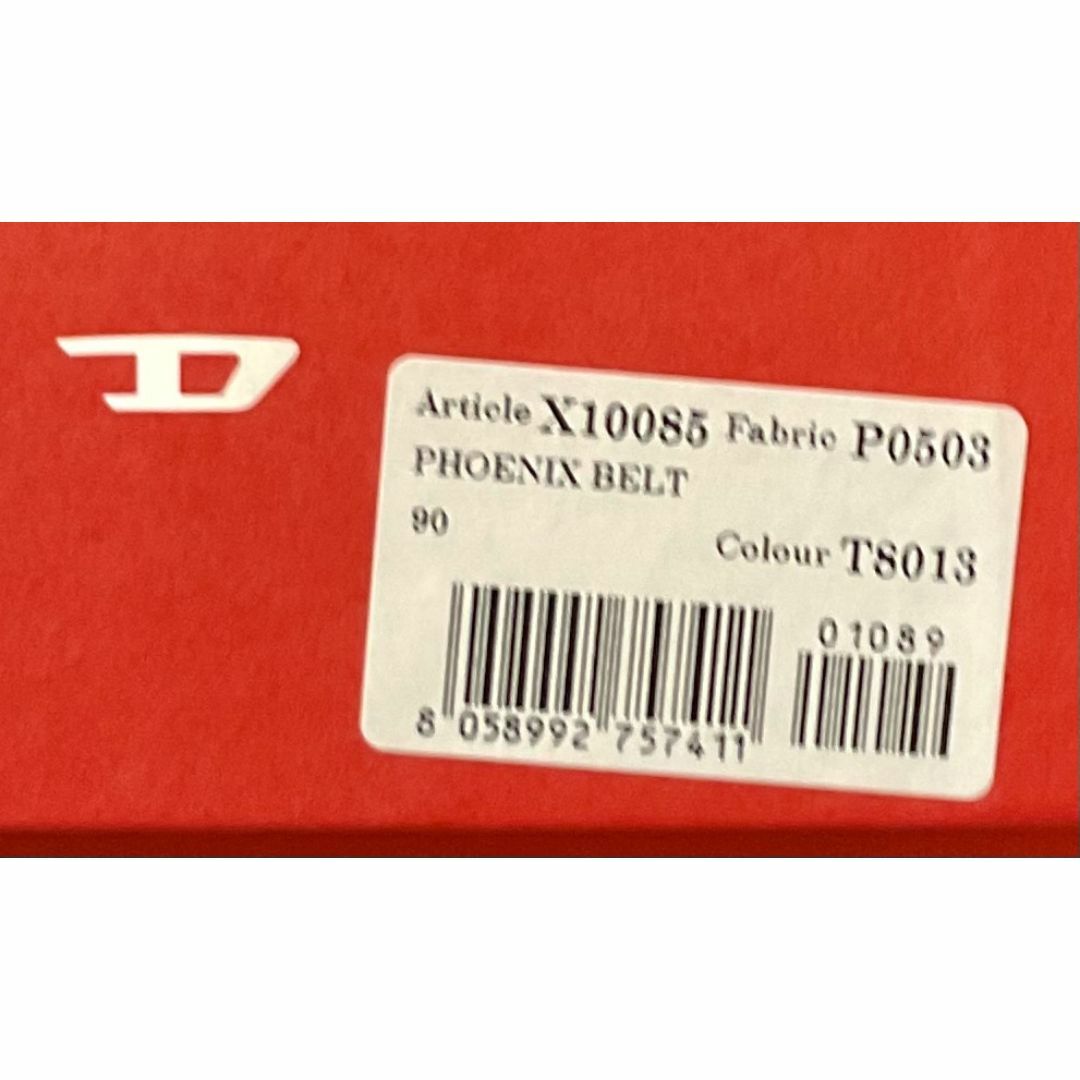 D
Article X10085 Fabric P0503
PHOENIX BELT
90
Colour T8013
01089
8 058992 757411